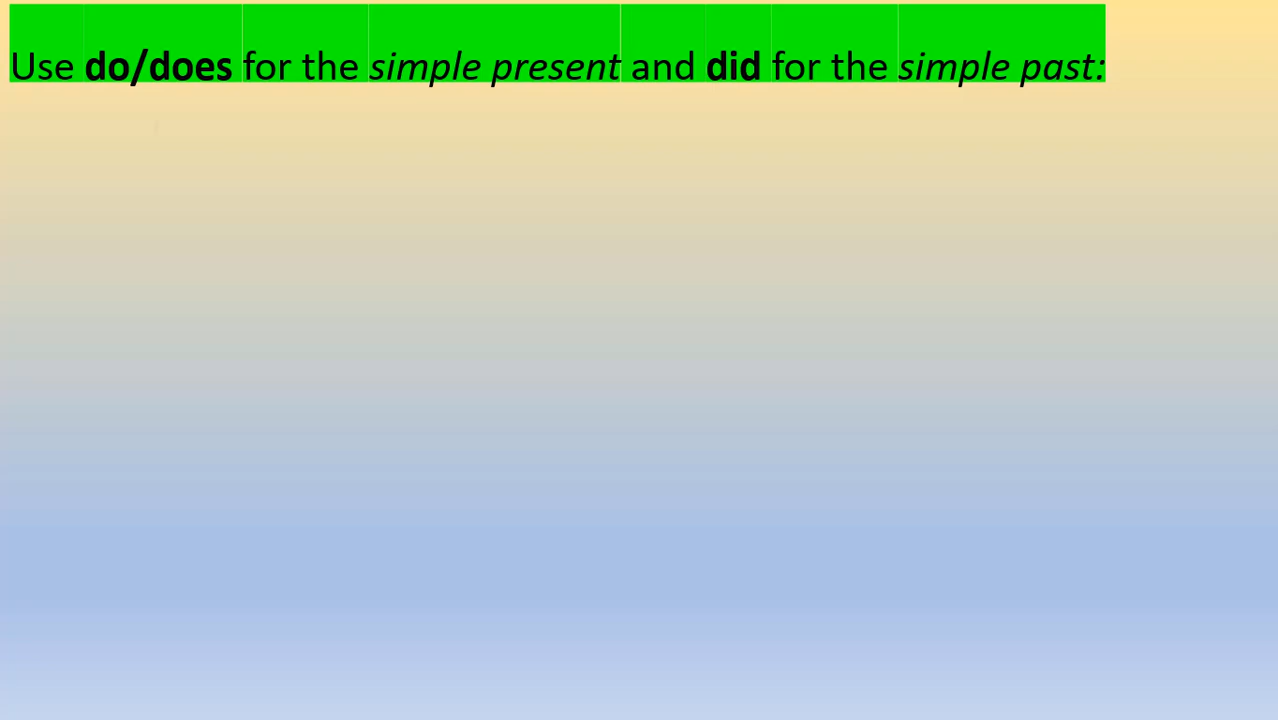 Use do/does for the simple present and did for the simple past: